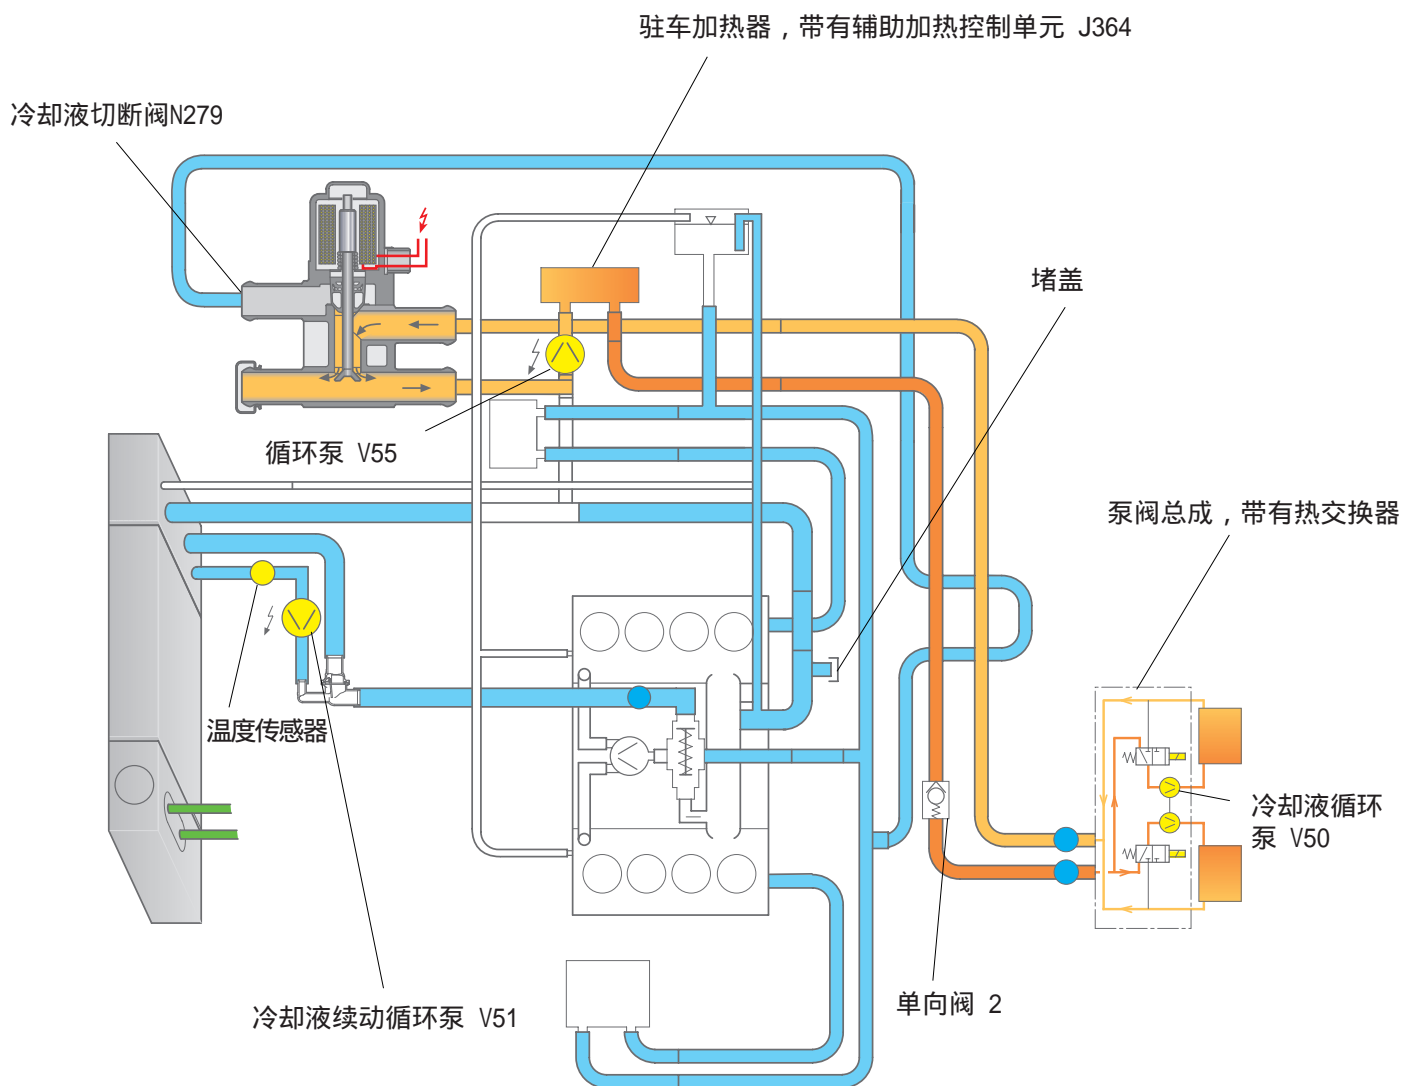 驻车加热器，带有辅助加热控制单元 J364
冷却液切断阀N279
堵盖
循环泵 V55
泵阀总成，带有热交换器
温度传感器
冷却液循环
泵 V50
单向阀 2
冷却液续动循环泵 V51